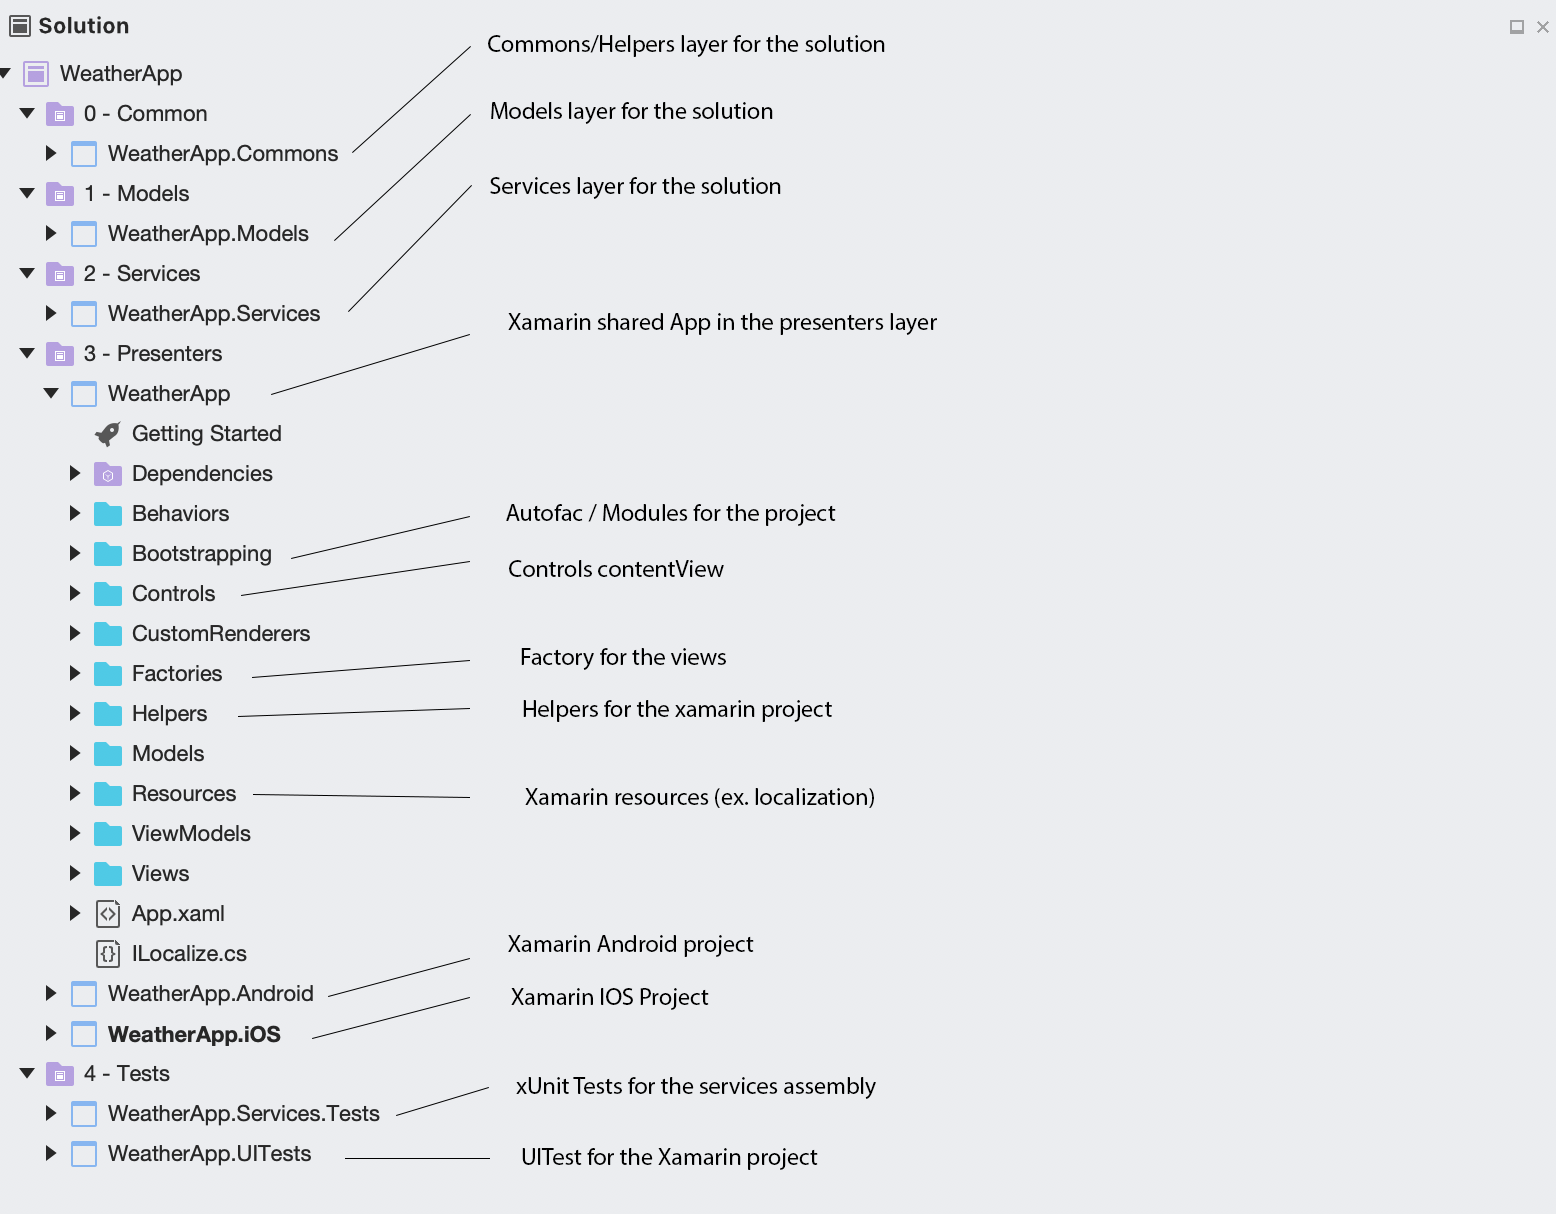 Solution
Commons/Helpers layer for the solution
WeatherApp
0 - Common
Models layer for the solution
WeatherApp.Commons
1 - Models
Services layer for the solution
WeatherApp.Models
2 - Services
WeatherApp.Services
Xamarin shared App in the presenters layer
3 - Presenters
WeatherApp
Getting Started
Dependencies
Behaviors
Autofac / Modules for the project
Bootstrapping
Controls contentView
Controls
CustomRenderers
Factory for the views
Factories
Helpers
Helpers for the xamarin project
Models
Resources
Xamarin resources (ex. localization)
ViewModels
Views
App.xaml
Xamarin Android project
ILocalize.cs
WeatherApp.Android
Xamarin IOS Project
WeatherApp.iOS
4 - Tests
xUnit Tests for the services assembly
WeatherApp.Services.Tests
WeatherApp.UITests
UITest for the Xamarin project